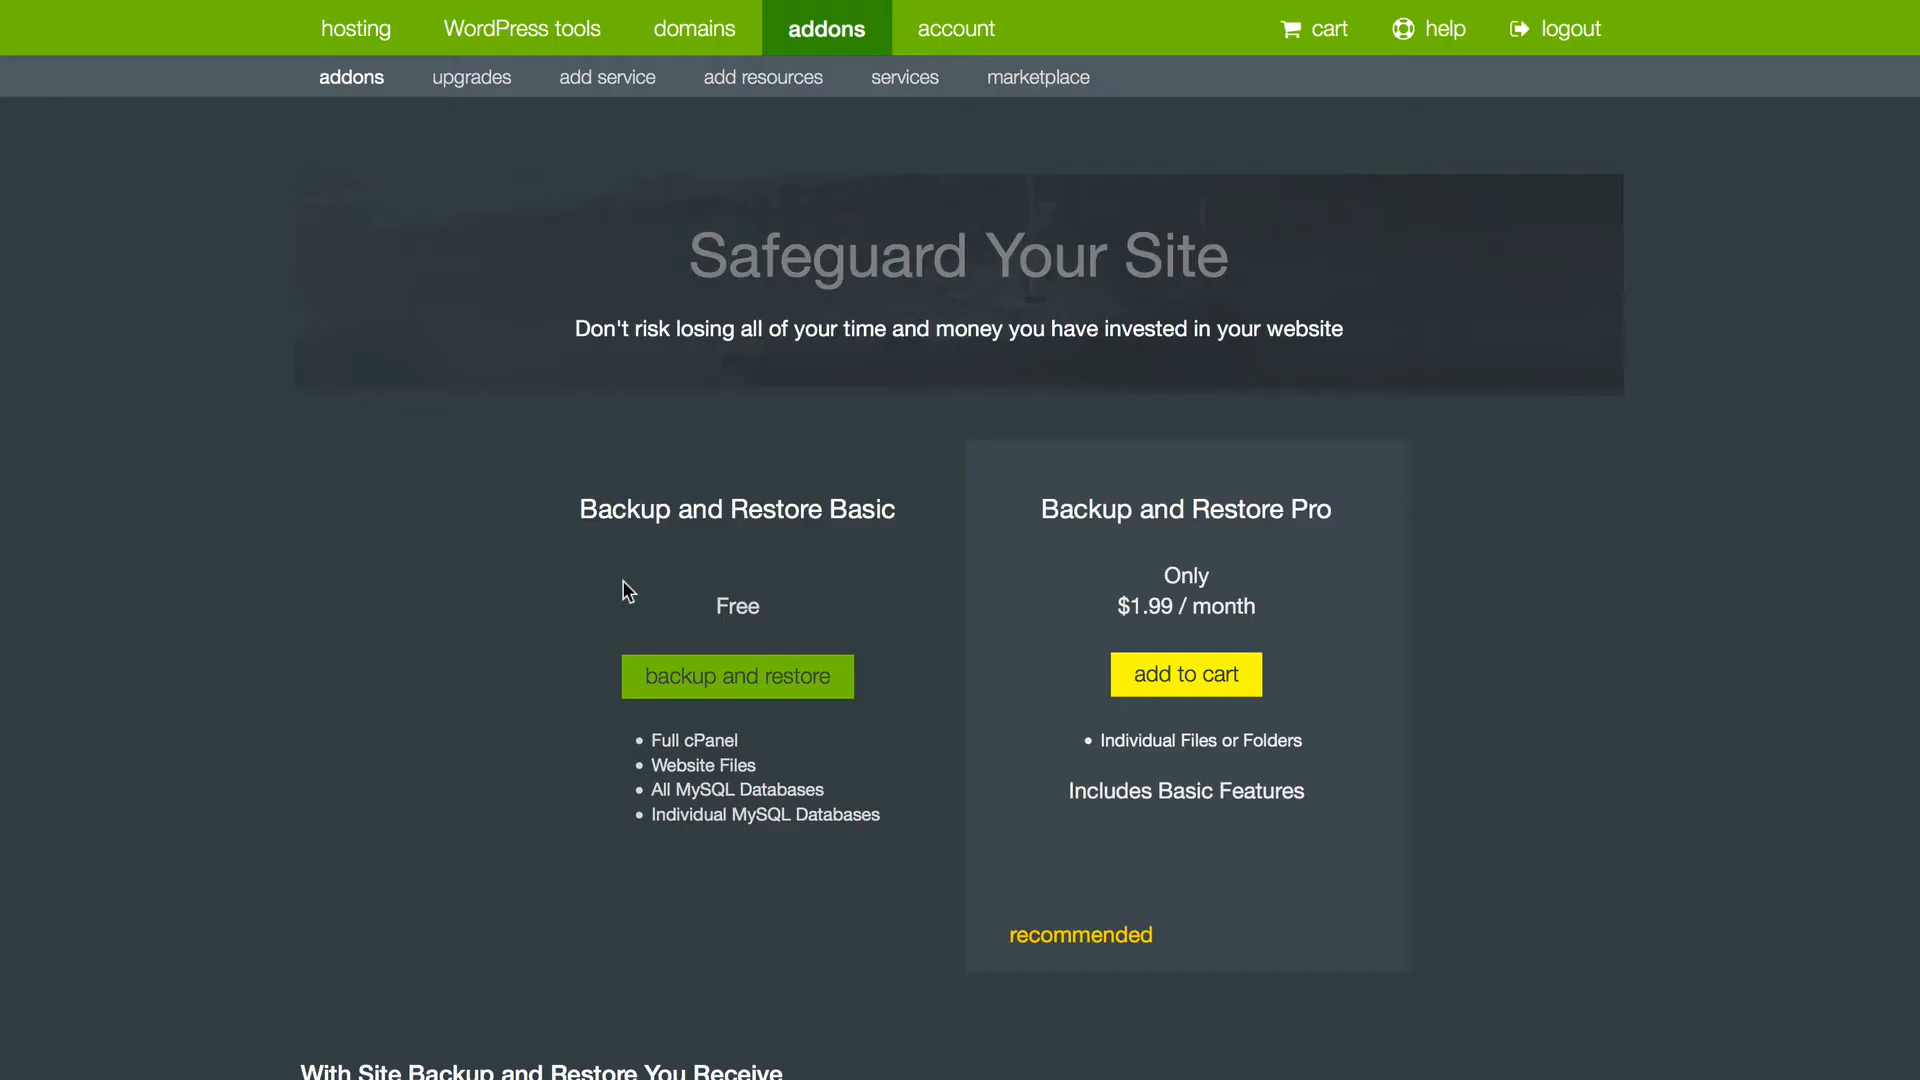 hosting WordPress tools domains addons account cart help logout
addons upgrades add service add resources services marketplace
Safeguard Your Site
Don't risk losing all of your time and money you have invested in your website
Backup and Restore Basic
Free
backup and restore
• Full cPanel
• Website Files
• All MySQL Databases
• Individual MySQL Databases
Backup and Restore Pro
Only
$1.99 / month
add to cart
• Individual Files or Folders
Includes Basic Features
recommended
With Site Backup and Restore You Receive